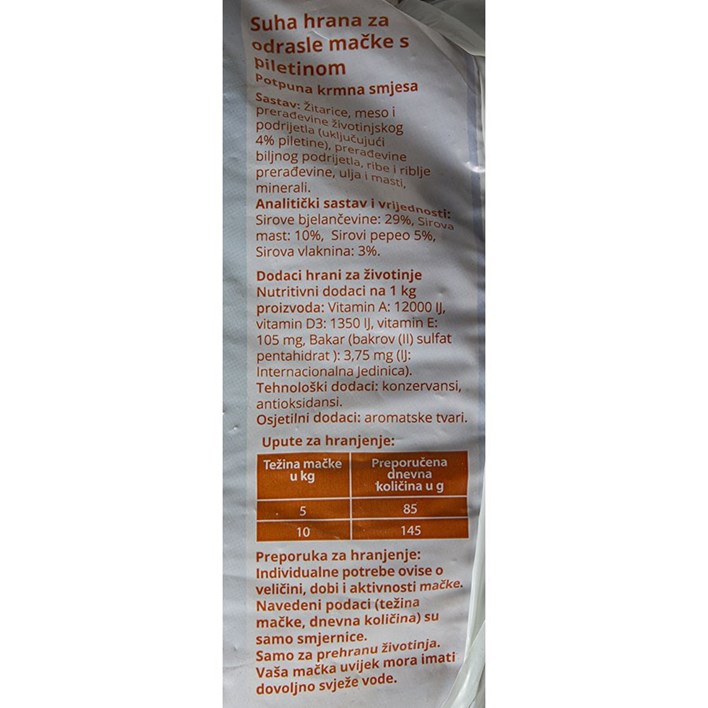 Suha hrana za
odrasle mačke s
piletinom
Potpuna krmna smjesa
Sastav: Žitarice, meso i
prerađevine životinjskog
podrijetla (uključujući
4% piletine), prerađevine
biljnog podrijetla, ribe i riblje
prerađevine, ulja i masti,
minerali.
Analitički sastav i vrijednosti:
Sirove bjelančevine: 29%, Sirova
mast: 10%, Sirovi pepeo 5%,
Sirova vlaknina: 3%.
Dodaci hrani za životinje
Nutritivni dodaci na 1 kg
proizvoda: Vitamin A: 12000 IJ,
vitamin D3: 1350 IJ, vitamin E:
105 mg, Bakar (bakrov (II) sulfat
pentahidrat ): 3,75 mg (IJ:
Internacionalna Jedinica).
Tehnološki dodaci: konzervansi,
antioksidansi.
Osjetilni dodaci: aromatske tvari.
Upute za hranjenje:
Težina mačke Preporučena
u kg dnevna
količina u g
5 85
10 145
Preporuka za hranjenje:
Individualne potrebe ovise o
veličini, dobi i aktivnosti mačke.
Navedeni podaci (težina
mačke, dnevna količina) su
samo smjernice.
Samo za prehranu životinja.
Vaša mačka uvijek mora imati
dovoljno svježe vode.